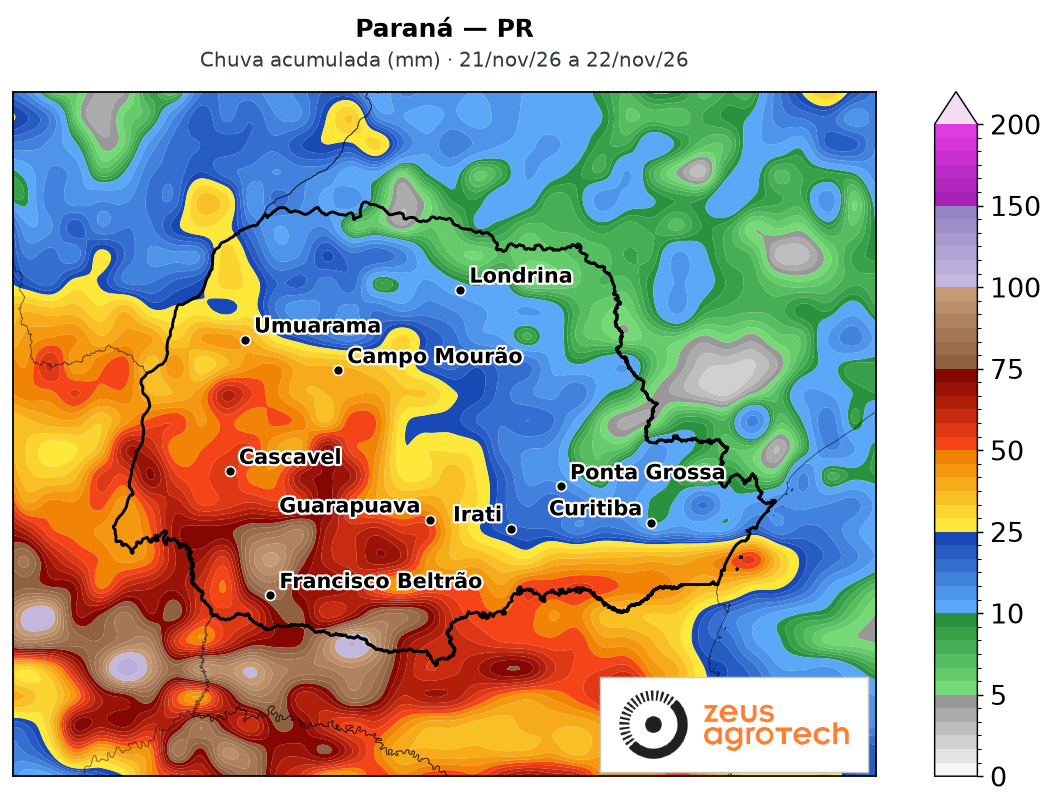 Paraná — PR
Chuva acumulada (mm) · 21/nov/26 a 22/nov/26
200
150
100
75
50
25
10
5
0
Londrina
Umuarama
Campo Mourão
Cascavel
Ponta Grossa
Guarapuava
Irati
Curitiba
Francisco Beltrão
zeus
agrotech